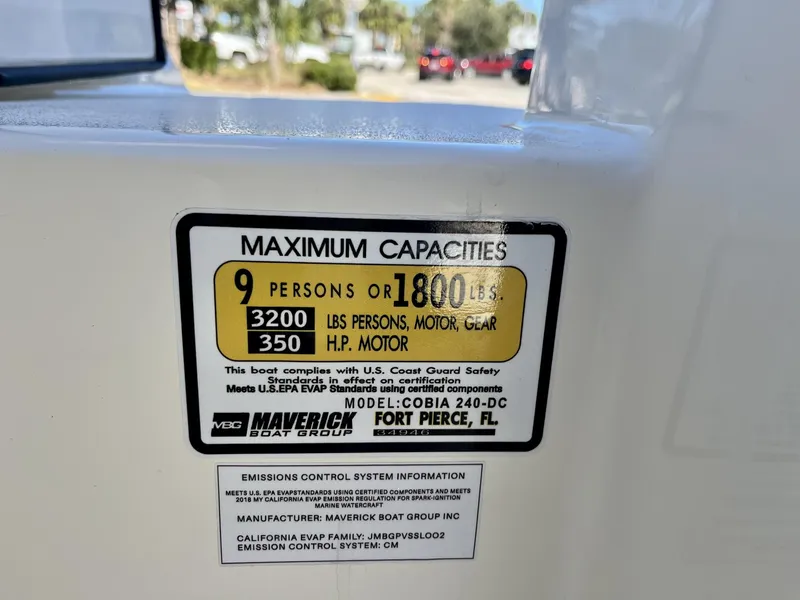 MAXIMUM CAPACITIES
9 PERSONS OR 1800 LBS.
3200 LBS PERSONS, MOTOR, GEAR
350 H.P. MOTOR
This boat complies with U.S. Coast Guard Safety
Standards in effect on certification
Meets U.S.EPA EVAP Standards using certified components
MODEL:COBIA 240-DC
MBG MAVERICK FORT PIERCE, FL.
BOAT GROUP 34946
EMISSIONS CONTROL SYSTEM INFORMATION
MEETS U.S. EPA EVAPSTANDARDS USING CERTIFIED COMPONENTS AND MEETS
2018 MY CALIFORNIA EVAP EMISSION REGULATION FOR SPARK-IGNITION
MARINE WATERCRAFT
MANUFACTURER: MAVERICK BOAT GROUP INC
CALIFORNIA EVAP FAMILY: JMBGPVSSLOO2
EMISSION CONTROL SYSTEM: CM